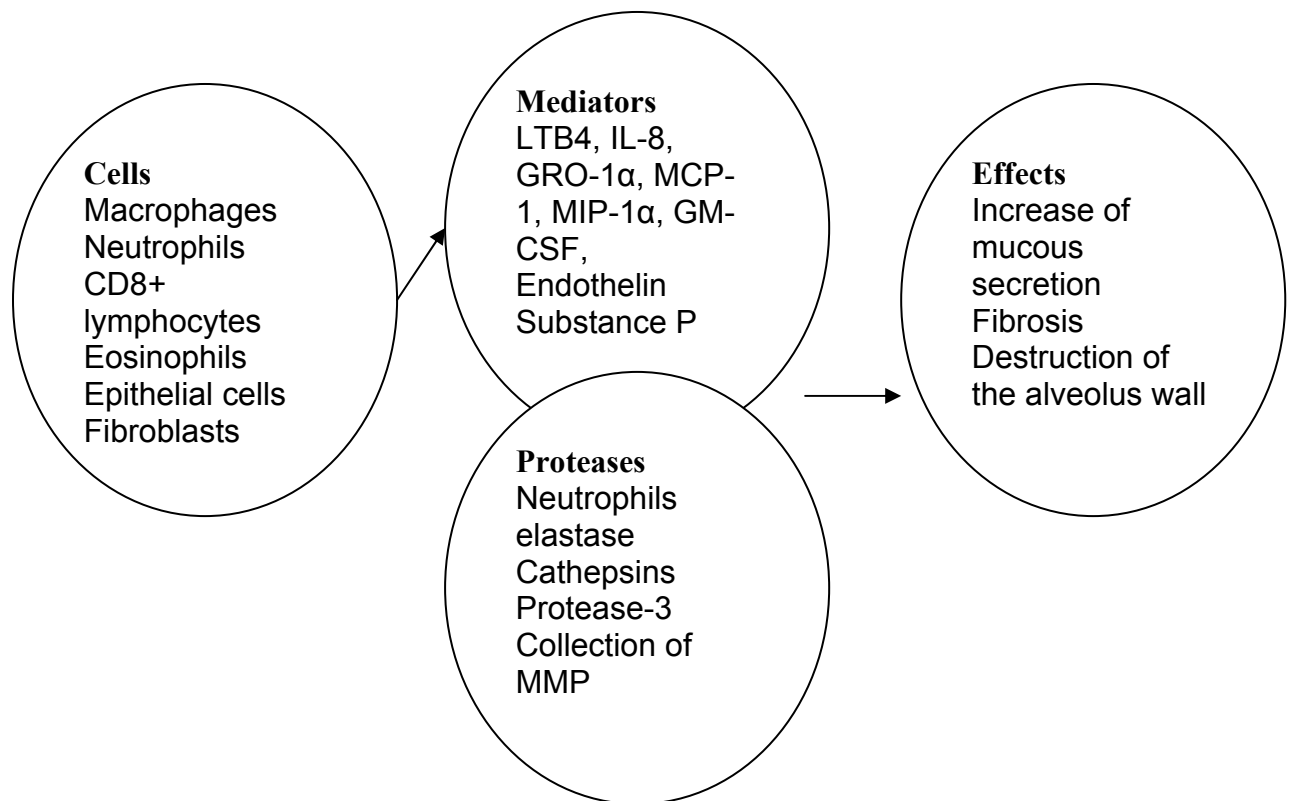 Cells
Macrophages
Neutrophils
CD8+
lymphocytes
Eosinophils
Epithelial cells
Fibroblasts
Mediators
LTB4, IL-8,
GRO-1α, MCP-
1, MIP-1α, GM-
CSF,
Endothelin
Substance P
Proteases
Neutrophils
elastase
Cathepsins
Protease-3
Collection of
MMP
Effects
Increase of
mucous
secretion
Fibrosis
Destruction of
the alveolus wall